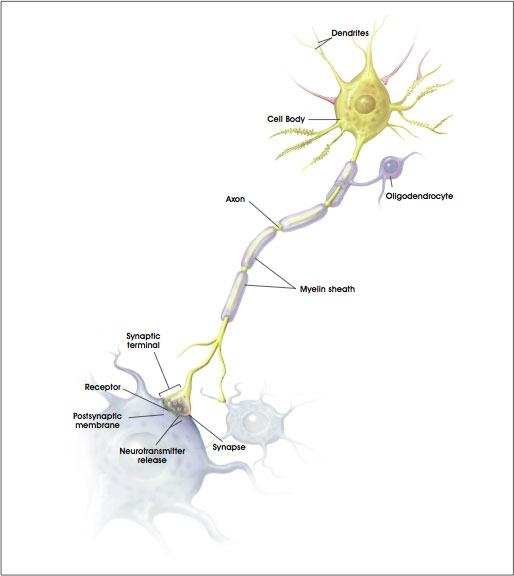 Dendrites
Cell Body
Oligodendrocyte
Axon
Myelin sheath
Synaptic
terminal
Receptor
Postsynaptic
membrane
Synapse
Neurotransmitter
release